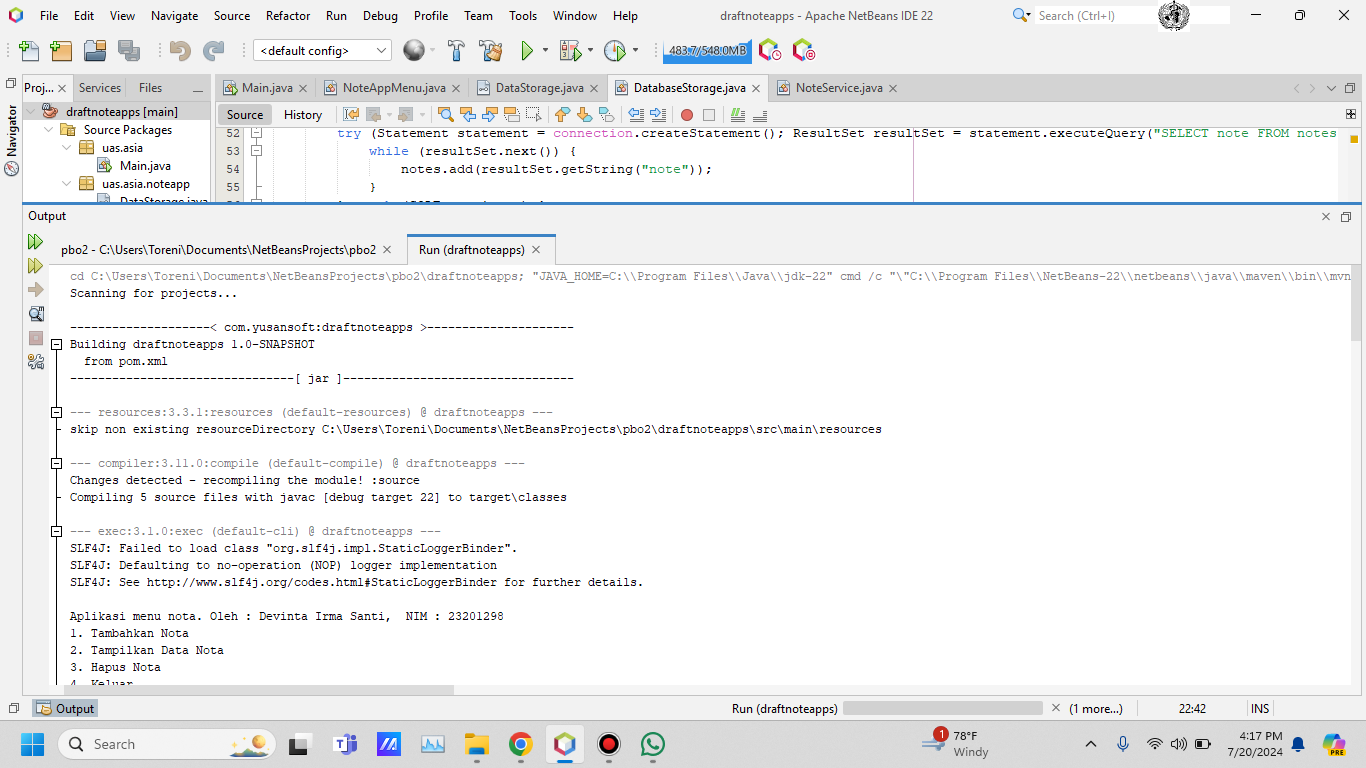 File Edit View Navigate Source Refactor Run Debug Profile Team Tools Window Help
draftnoteapps - Apache NetBeans IDE 22
Search (Ctrl+I)
<default config>
483.7/548.0MB
Proj... Services Files
Main.java NoteAppMenu.java DataStorage.java DatabaseStorage.java NoteService.java
Navigator
draftnoteapps [main]
Source Packages
uas.asia
Main.java
uas.asia.noteapp
DataStorage.java
Source History
52 try (Statement statement = connection.createStatement(); ResultSet resultSet = statement.executeQuery("SELECT note FROM notes
53 while (resultSet.next()) {
54 notes.add(resultSet.getString("note"));
55 }
Output
pbo2 - C:\Users\Toreni\Documents\NetBeansProjects\pbo2 Run (draftnoteapps)
cd C:\Users\Toreni\Documents\NetBeansProjects\pbo2\draftnoteapps; "JAVA_HOME=C:\\Program Files\\Java\\jdk-22" cmd /c "\"C:\\Program Files\\NetBeans-22\\netbeans\\java\\maven\\bin\\mvn
Scanning for projects...
--------------------< com.yusansoft:draftnoteapps >---------------------
Building draftnoteapps 1.0-SNAPSHOT
from pom.xml
--------------------------------[ jar ]---------------------------------
--- resources:3.3.1:resources (default-resources) @ draftnoteapps ---
skip non existing resourceDirectory C:\Users\Toreni\Documents\NetBeansProjects\pbo2\draftnoteapps\src\main\resources
--- compiler:3.11.0:compile (default-compile) @ draftnoteapps ---
Changes detected - recompiling the module! :source
Compiling 5 source files with javac [debug target 22] to target\classes
--- exec:3.1.0:exec (default-cli) @ draftnoteapps ---
SLF4J: Failed to load class "org.slf4j.impl.StaticLoggerBinder".
SLF4J: Defaulting to no-operation (NOP) logger implementation
SLF4J: See http://www.slf4j.org/codes.html#StaticLoggerBinder for further details.
Aplikasi menu nota. Oleh : Devinta Irma Santi,  NIM : 23201298
1. Tambahkan Nota
2. Tampilkan Data Nota
3. Hapus Nota
4. Keluar
Output
Run (draftnoteapps) (1 more...) 22:42 INS
Search
1
78°F
Windy
4:17 PM
7/20/2024
PRE